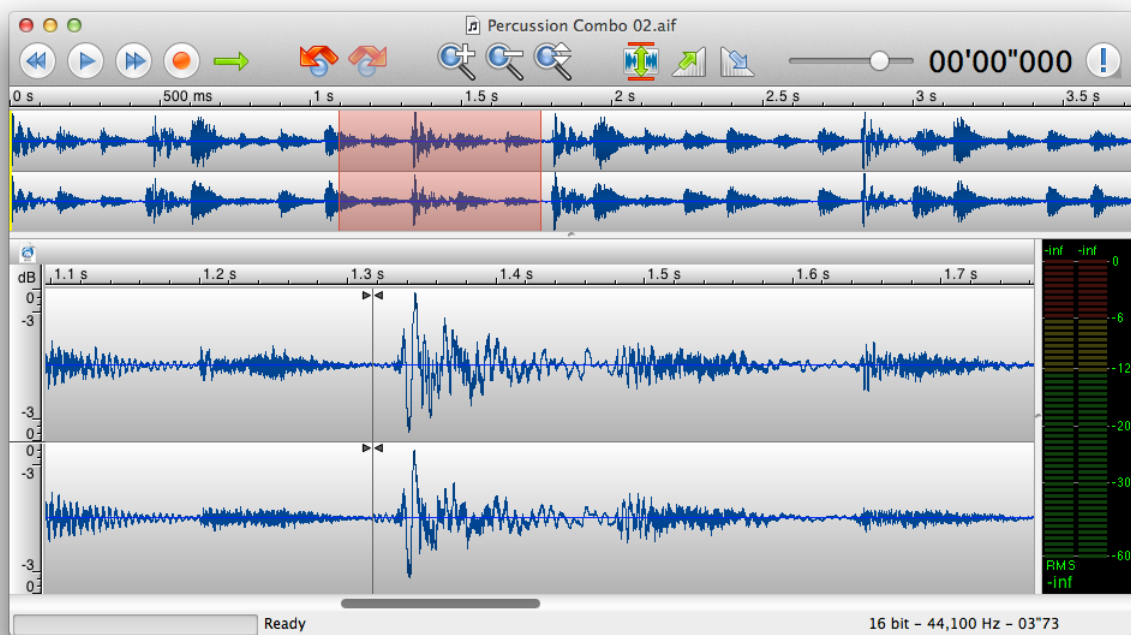 Percussion Combo 02.aif
00'00"000
0 s 500 ms 1 s 1.5 s 2 s 2.5 s 3 s 3.5 s
dB 1.1 s 1.2 s 1.3 s 1.4 s 1.5 s 1.6 s 1.7 s
-inf -inf
0
-3
-3
0
0
-3
-3
0
0
-6
-12
-20
-30
-60
RMS
-inf
Ready 16 bit - 44,100 Hz - 03"73